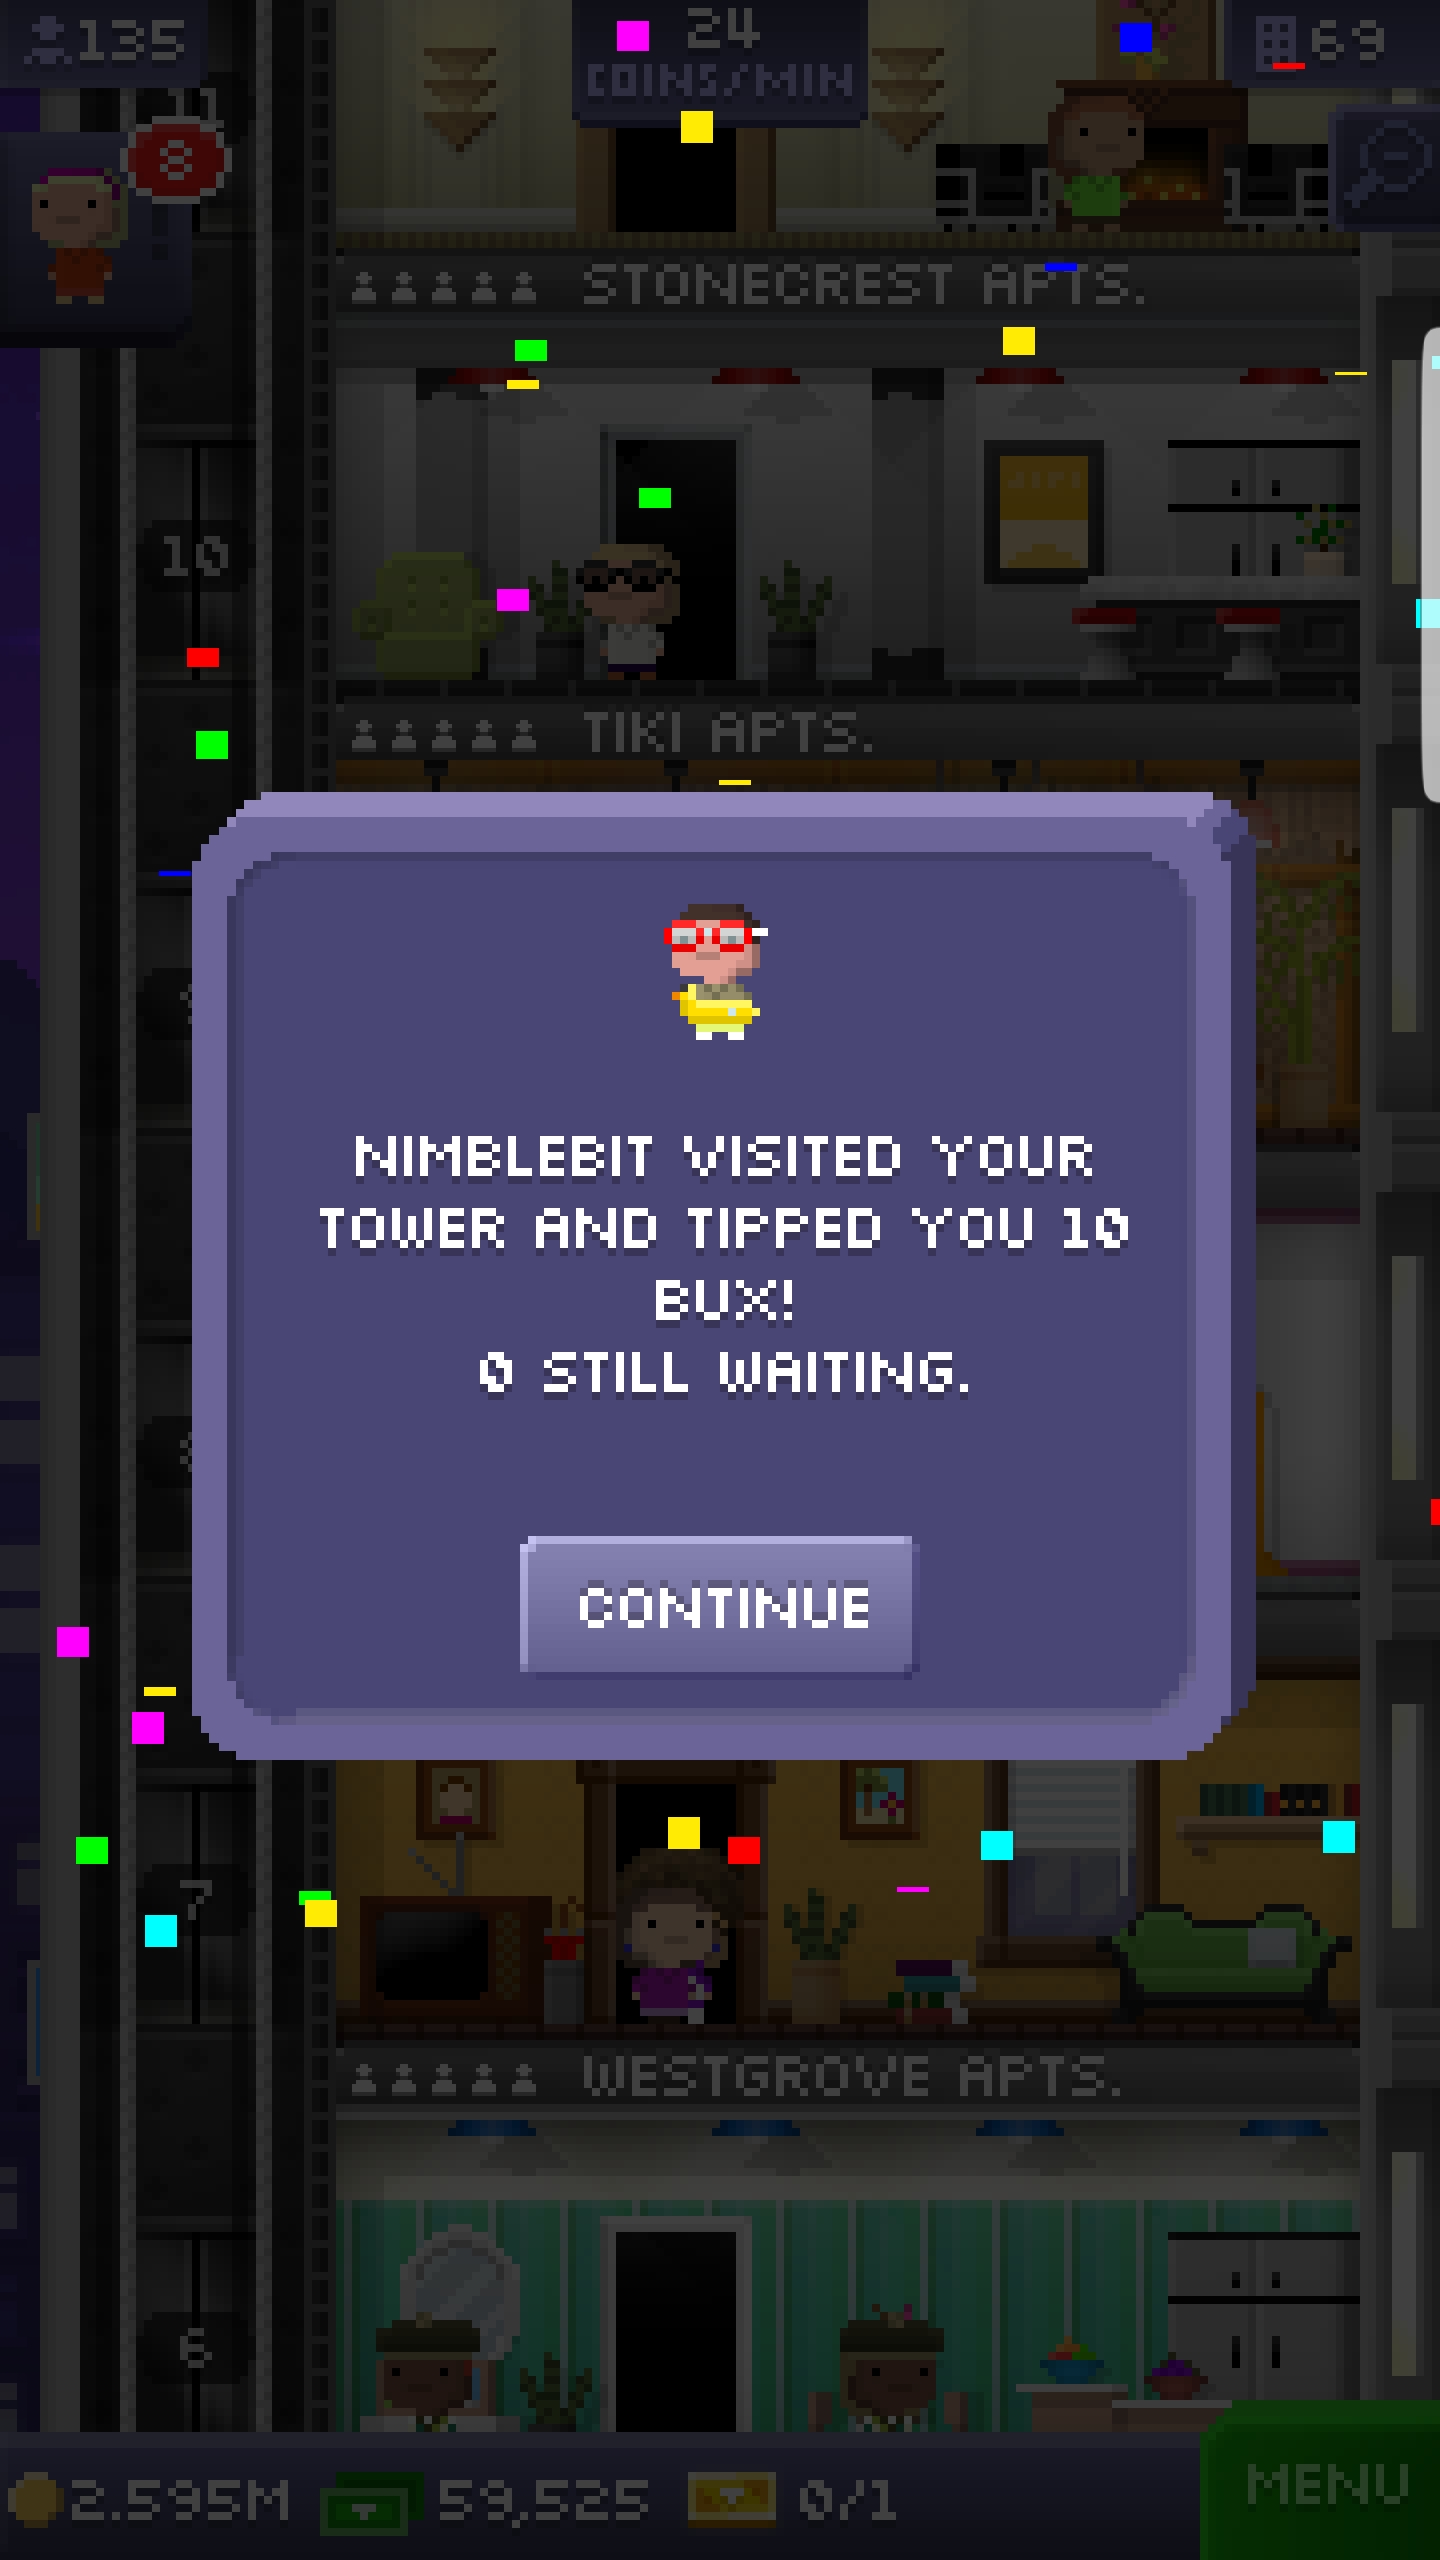 135
24
COINS/MIN
69
11
8
STONECREST APTS.
10
TIKI APTS.
NIMBLEBIT VISITED YOUR
TOWER AND TIPPED YOU 10
BUX!
0 STILL WAITING.
CONTINUE
7
WESTGROVE APTS.
6
2.595M
59,525
0/1
MENU